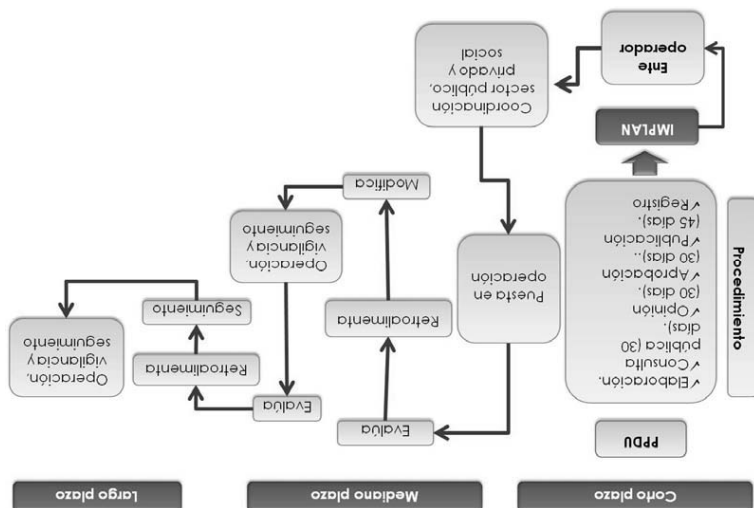 Corto plazo
Mediano plazo
Largo plazo
Procedimiento
PPDU
✓Elaboración.
✓Consulta
pública (30
días).
✓Opinión
(30 días).
✓Aprobación
(30 días)..
✓Publicación
(45 días).
✓Registro
IMPLAN
Ente
operador
Coordinación
sector público,
privado y
social
Puesta en
operación
Evalúa
Retroalimenta
Modifica
Operación.
vigilancia y
seguimiento
Evalúa
Retroalimenta
Seguimiento
Operación.
vigilancia y
seguimiento